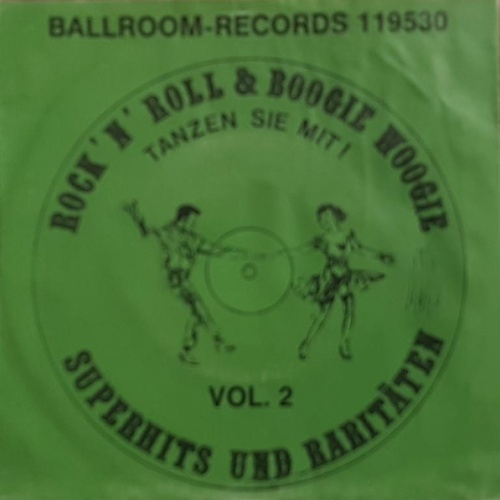 BALLROOM-RECORDS 119530
ROCK 'N' ROLL & BOOGIE WOOGIE
TANZEN SIE MIT!
VOL. 2
SUPERHITS UND RARITÄTEN